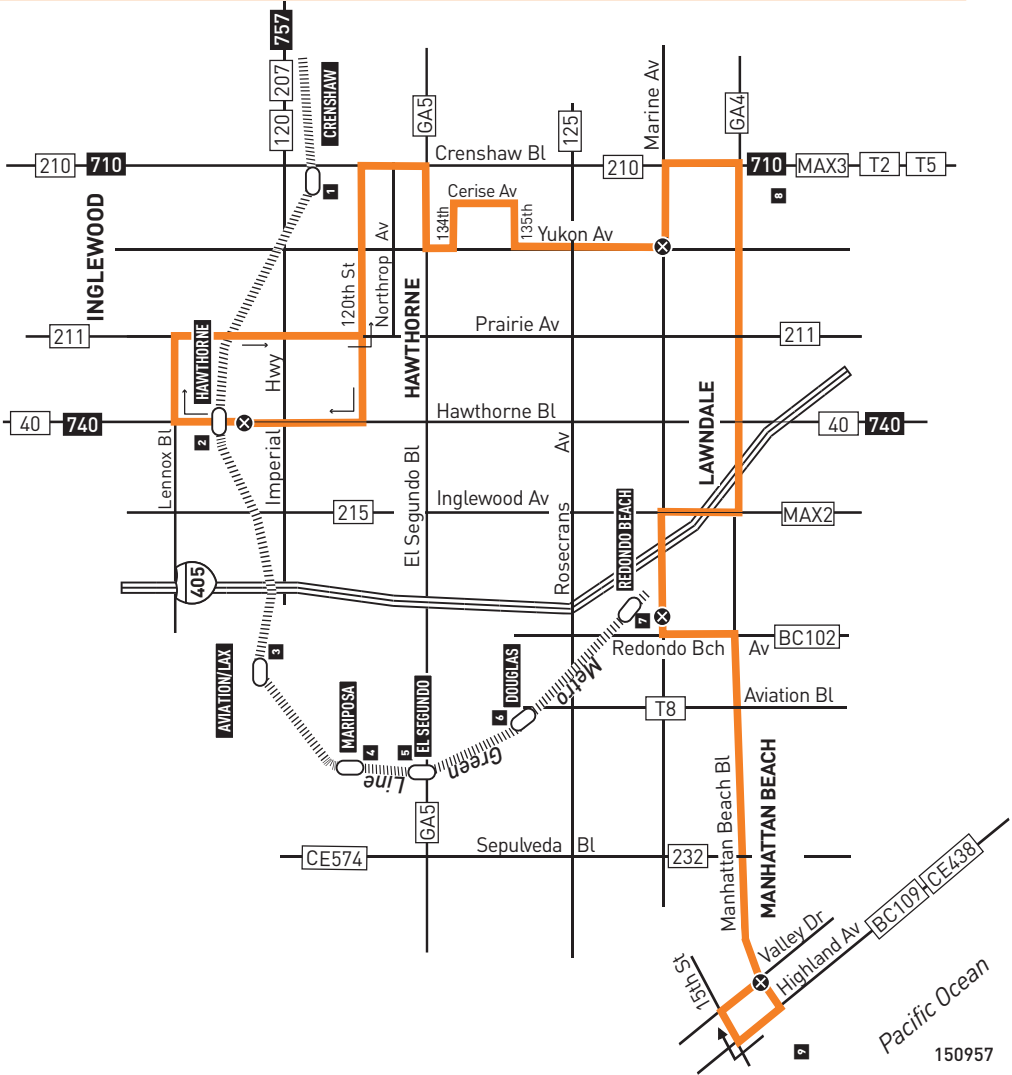 757
207
120
CRENSHAW
GA5
125
Marine Av
GA4
210
710
Crenshaw Bl
210
710
MAX3
T2
T5
1
8
INGLEWOOD
Cerise Av
134th
135th
Yukon Av
120th St
Northrop Av
HAWTHORNE
HAWTHORNE
211
Prairie Av
211
Imperial Hwy
40
740
Hawthorne Bl
40
740
2
LAWNDALE
Lennox Bl
El Segundo Bl
Rosecrans Av
215
Inglewood Av
MAX2
REDONDO BEACH
405
7
Redondo Bch Av
BC102
AVIATION/LAX
3
MARIPOSA
4
5
EL SEGUNDO
6
DOUGLAS
Metro Green Line
T8
Aviation Bl
GA5
CE574
Sepulveda Bl
232
Manhattan Beach Bl
MANHATTAN BEACH
15th St
Valley Dr
Highland Av
BC109-CE438
9
Pacific Ocean
150957